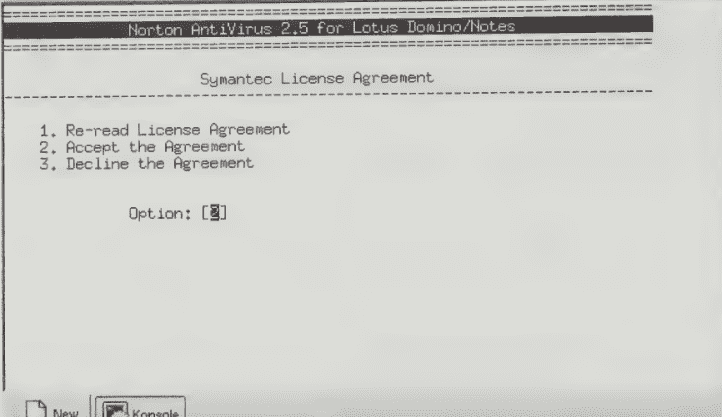 Norton AntiVirus 2.5 for Lotus Domino/Notes
Symantec License Agreement
1. Re-read License Agreement
2. Accept the Agreement
3. Decline the Agreement
Option: [2]
New
Konsole